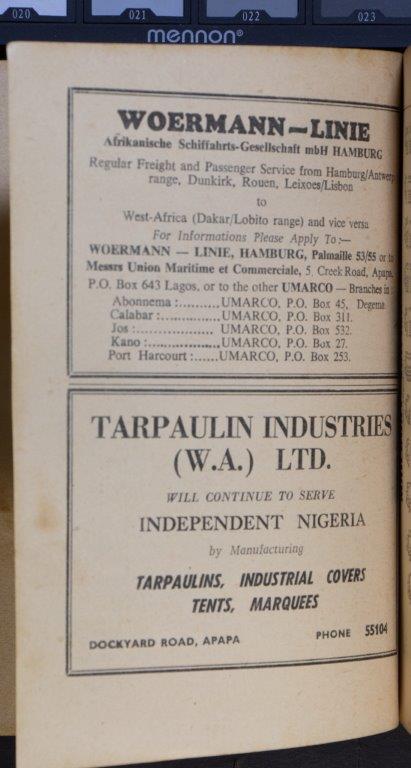 020 021 022 023
mennon®
WOERMANN—LINIE
Afrikanische Schiffahrts-Gesellschaft mbH HAMBURG
Regular Freight and Passenger Service from Hamburg/Antwerp
range, Dunkirk, Rouen, Leixoes/Lisbon
to
West-Africa (Dakar/Lobito range) and vice versa
For Informations Please Apply To:—
WOERMANN — LINIE, HAMBURG, Palmaille 53/55 or to
Messrs Union Maritime et Commerciale, 5, Creek Road, Apapa,
P.O. Box 643 Lagos, or to the other UMARCO — Branches in
Abonnema :..........UMARCO, P.O. Box 45, Degema
Calabar :................UMARCO, P.O. Box 311.
Jos :................... UMARCO, P.O. Box 532.
Kano :...................UMARCO, P.O. Box 27.
Port Harcourt :......UMARCO, P.O. Box 253.
TARPAULIN INDUSTRIES
(W.A.) LTD.
WILL CONTINUE TO SERVE
INDEPENDENT NIGERIA
by Manufacturing
TARPAULINS, INDUSTRIAL COVERS
TENTS, MARQUEES
DOCKYARD ROAD, APAPA PHONE 55104